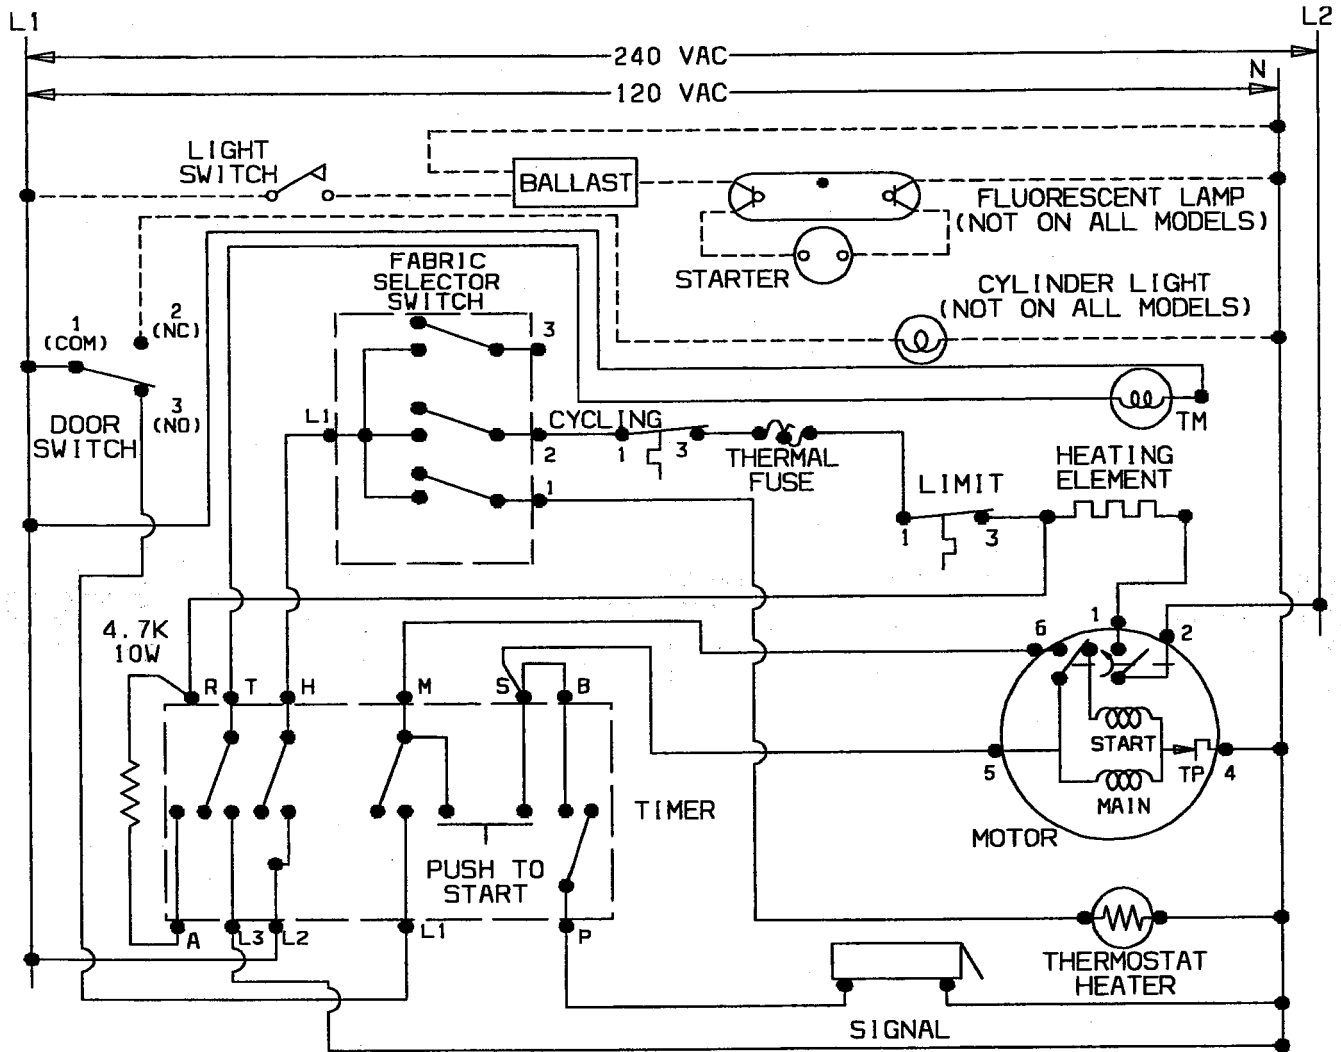 L1
L2
240 VAC
N
120 VAC
LIGHT
SWITCH
BALLAST
FLUORESCENT LAMP
(NOT ON ALL MODELS)
STARTER
FABRIC
SELECTOR
SWITCH
CYLINDER LIGHT
(NOT ON ALL MODELS)
1
(COM)
2
(NC)
3
3
(NO)
DOOR
SWITCH
L1
CYCLING
2
1
3
THERMAL
FUSE
TM
HEATING
ELEMENT
1
LIMIT
1
3
4.7K
10W
6
1
2
R
T
H
M
S
B
START
5
TP
4
MAIN
MOTOR
TIMER
PUSH TO
START
A
L3
L2
L1
P
THERMOSTAT
HEATER
SIGNAL